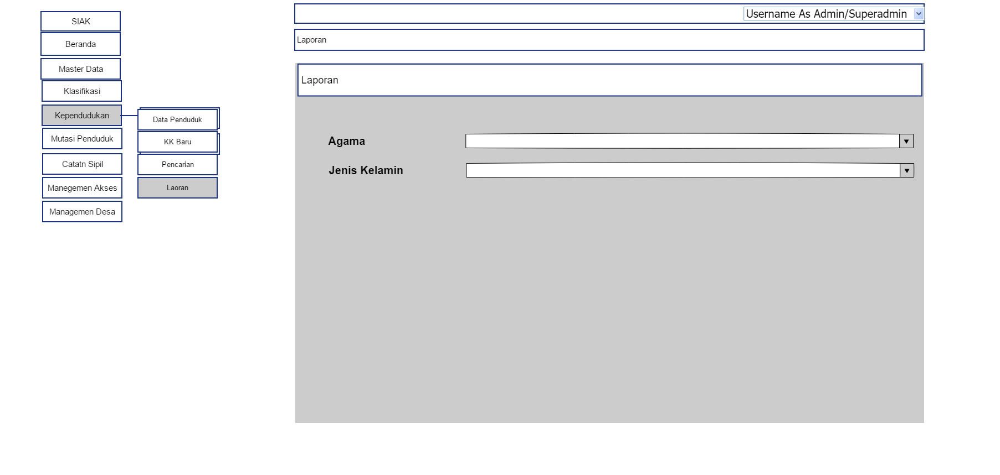 SIAK
Beranda
Master Data
Klasifikasi
Kependudukan
Mutasi Penduduk
Catatn Sipil
Manegemen Akses
Managemen Desa
Data Penduduk
KK Baru
Pencarian
Laoran
Username As Admin/Superadmin
Laporan
Laporan
Agama
Jenis Kelamin